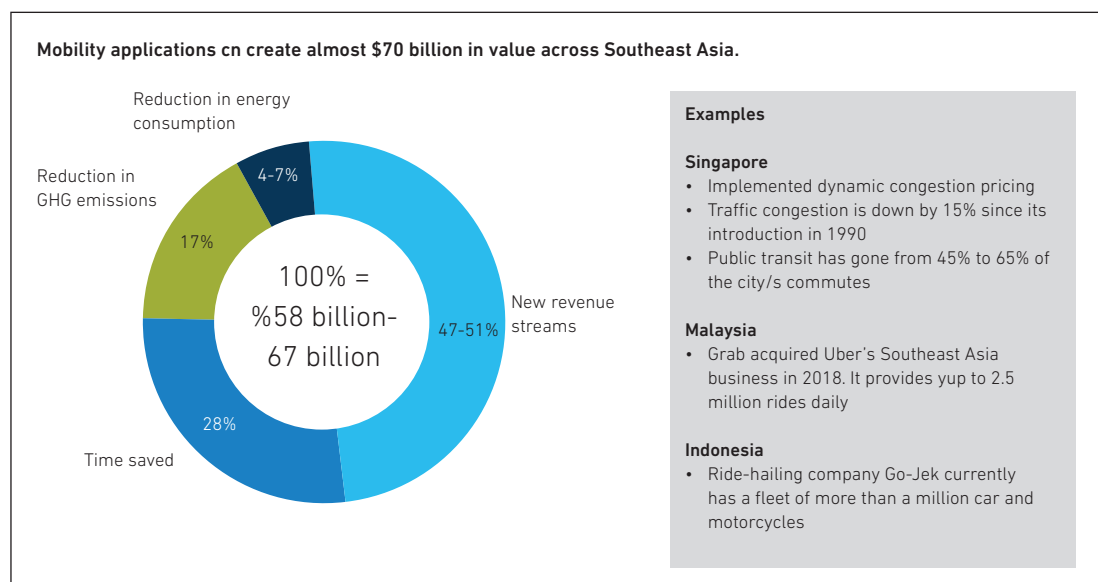 Mobility applications cn create almost $70 billion in value across Southeast Asia.
Reduction in energy
consumption
4-7%
Reduction in
GHG emissions
17%
100% =
%58 billion-
67 billion
New revenue
streams
47-51%
28%
Time saved
Examples
Singapore
• Implemented dynamic congestion pricing
• Traffic congestion is down by 15% since its
introduction in 1990
• Public transit has gone from 45% to 65% of
the city/s commutes
Malaysia
• Grab acquired Uber's Southeast Asia
business in 2018. It provides yup to 2.5
million rides daily
Indonesia
• Ride-hailing company Go-Jek currently
has a fleet of more than a million car and
motorcycles